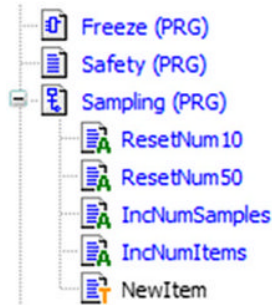 Freeze (PRG)
Safety (PRG)
Sampling (PRG)
ResetNum10
ResetNum50
IncNumSamples
IncNumItems
NewItem